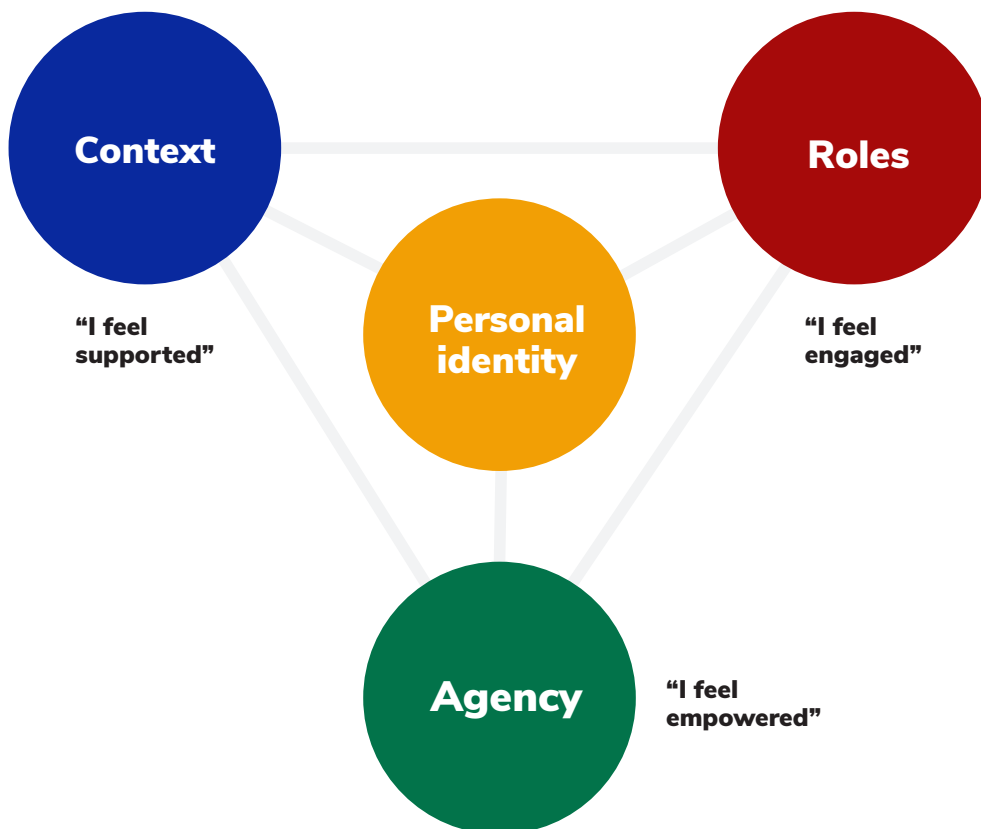 Context
Roles
Personal
identity
“I feel
supported”
“I feel
engaged”
Agency
“I feel
empowered”